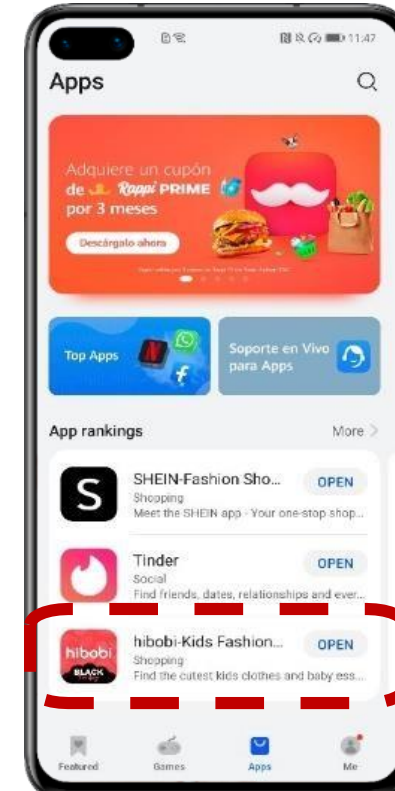 11:47
Apps
Adquiere un cupón
de Rappi PRIME
por 3 meses
Descárgalo ahora
Top Apps
Soporte en Vivo
para Apps
App rankings
More
S
SHEIN-Fashion Sho...
OPEN
Shopping
Meet the SHEIN app - Your one-stop shop...
Tinder
OPEN
Social
Find friends, dates, relationships and ever...
hibobi
BLACK
hibobi-Kids Fashion...
OPEN
Shopping
Find the cutest kids clothes and baby ess...
Featured
Games
Apps
Me